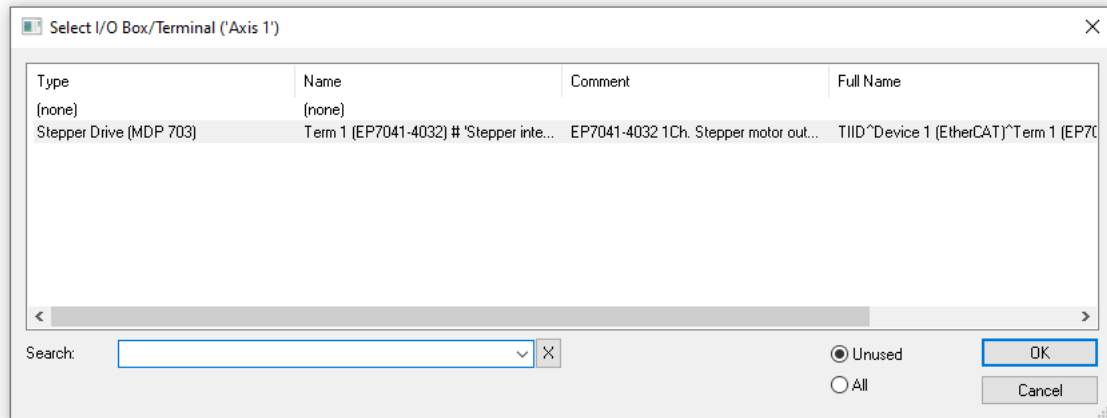 Select I/O Box/Terminal ('Axis 1')
Type Name Comment Full Name
(none) (none)
Stepper Drive (MDP 703) Term 1 (EP7041-4032) # 'Stepper inte... EP7041-4032 1Ch. Stepper motor out... TIID^Device 1 (EtherCAT)^Term 1 (EP70
Search: X Unused OK
All Cancel